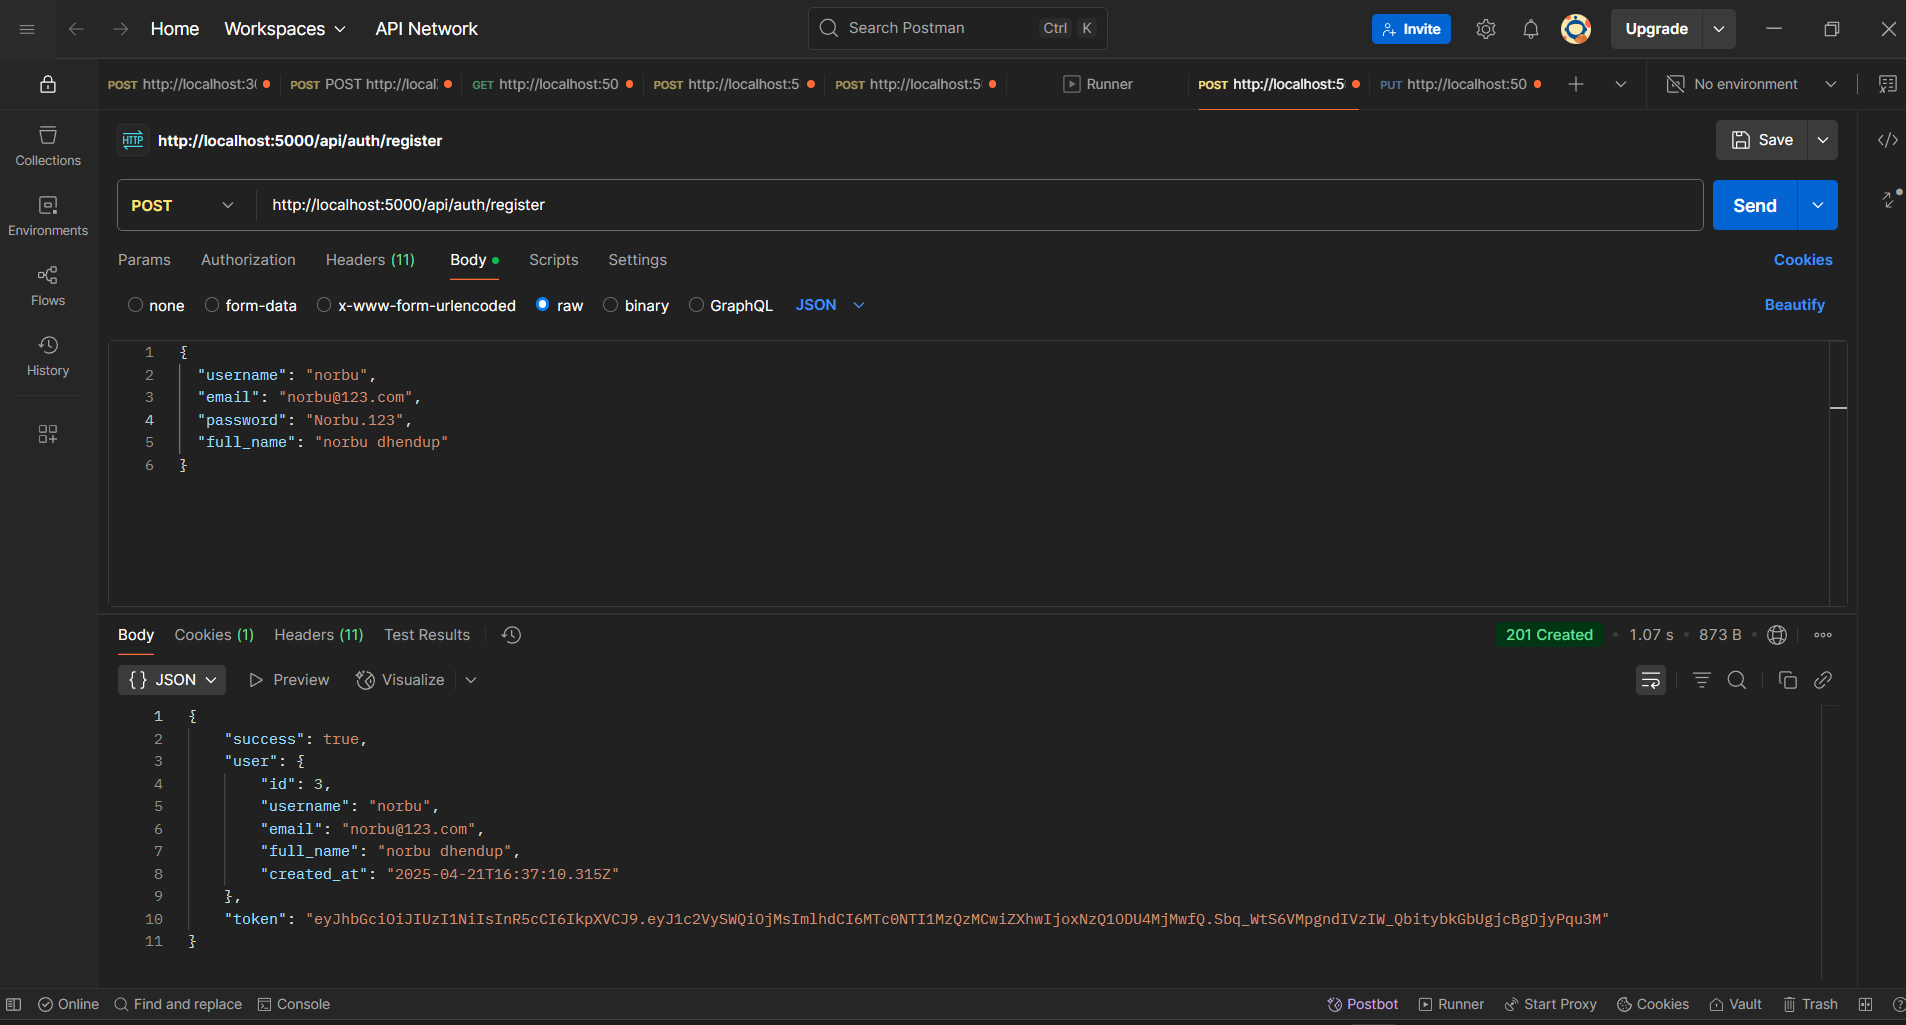 Home Workspaces API Network Search Postman Ctrl K Invite Upgrade
POST http://localhost:30 POST POST http://local: GET http://localhost:50 POST http://localhost:5 POST http://localhost:5 Runner POST http://localhost:5 PUT http://localhost:50 No environment
HTTP http://localhost:5000/api/auth/register Save
Collections
POST http://localhost:5000/api/auth/register Send
Environments
Params Authorization Headers (11) Body Scripts Settings Cookies
Flows
none form-data x-www-form-urlencoded raw binary GraphQL JSON Beautify
History
1 {
2 "username": "norbu",
3 "email": "norbu@123.com",
4 "password": "Norbu.123",
5 "full_name": "norbu dhendup"
6 }
Body Cookies (1) Headers (11) Test Results 201 Created 1.07 s 873 B
{} JSON Preview Visualize
1 {
2 "success": true,
3 "user": {
4 "id": 3,
5 "username": "norbu",
6 "email": "norbu@123.com",
7 "full_name": "norbu dhendup",
8 "created_at": "2025-04-21T16:37:10.315Z"
9 },
10 "token": "eyJhbGciOiJIUzI1NiIsInR5cCI6IkpXVCJ9.eyJ1c2VySWQiOjMsImlhdCI6MTc0NTI1MzQzMCwiZXhwIjoxNzQ1ODU4MjMwfQ.Sbq_WtS6VMpgndIVzIW_QbitybkGbUgjcBgDjyPqu3M"
11 }
Online Find and replace Console Postbot Runner Start Proxy Cookies Vault Trash